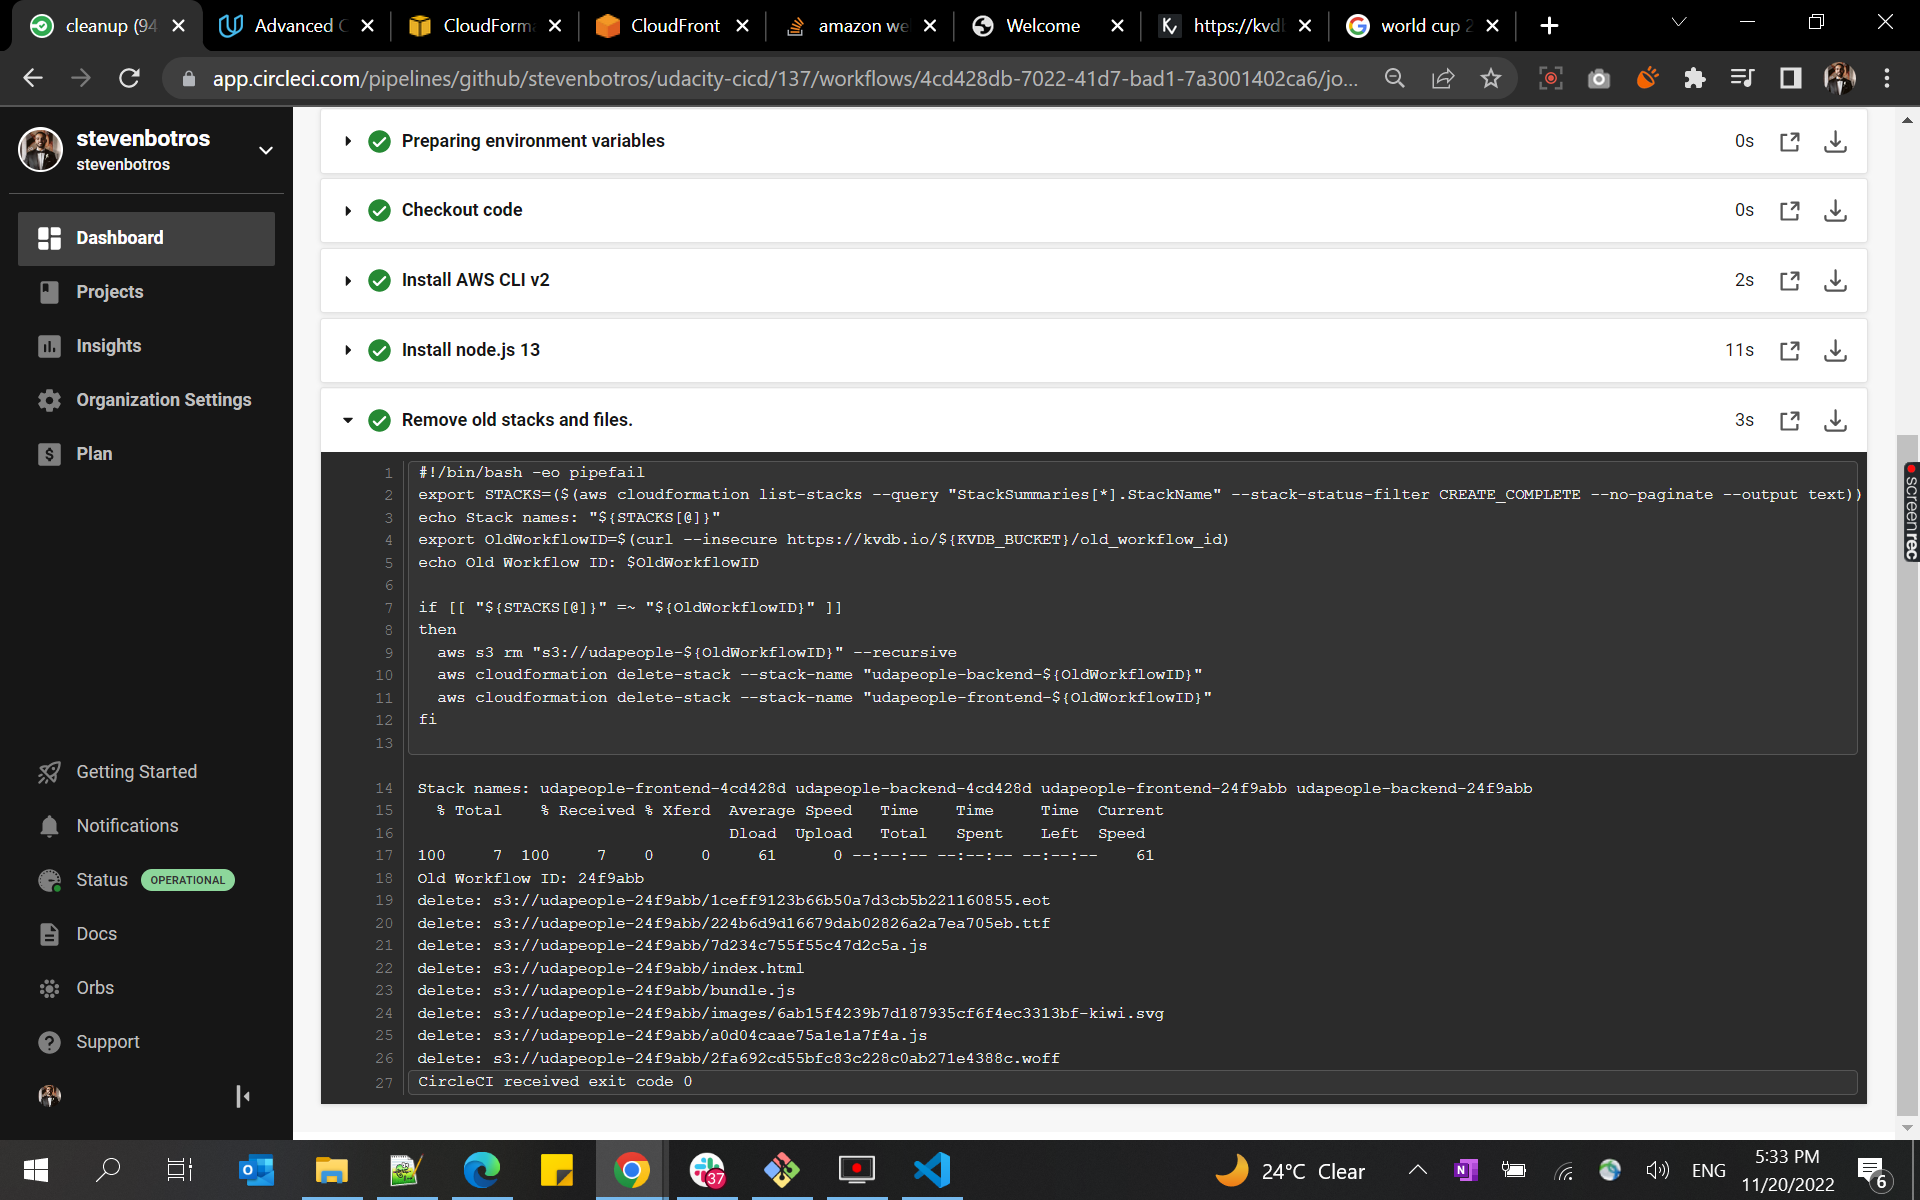 cleanup (94
Advanced C
CloudForm
CloudFront
amazon we
Welcome
https://kvdb
world cup 2
app.circleci.com/pipelines/github/stevenbotros/udacity-cicd/137/workflows/4cd428db-7022-41d7-bad1-7a3001402ca6/jo...
stevenbotros
stevenbotros
Dashboard
Projects
Insights
Organization Settings
Plan
Getting Started
Notifications
Status OPERATIONAL
Docs
Orbs
Support
Preparing environment variables 0s
Checkout code 0s
Install AWS CLI v2 2s
Install node.js 13 11s
Remove old stacks and files. 3s
1 #!/bin/bash -eo pipefail
2 export STACKS=($(aws cloudformation list-stacks --query "StackSummaries[*].StackName" --stack-status-filter CREATE_COMPLETE --no-paginate --output text))
3 echo Stack names: "${STACKS[@]}"
4 export OldWorkflowID=$(curl --insecure https://kvdb.io/${KVDB_BUCKET}/old_workflow_id)
5 echo Old Workflow ID: $OldWorkflowID
6
7 if [[ "${STACKS[@]}" =~ "${OldWorkflowID}" ]]
8 then
9 aws s3 rm "s3://udapeople-${OldWorkflowID}" --recursive
10 aws cloudformation delete-stack --stack-name "udapeople-backend-${OldWorkflowID}"
11 aws cloudformation delete-stack --stack-name "udapeople-frontend-${OldWorkflowID}"
12 fi
13
14 Stack names: udapeople-frontend-4cd428d udapeople-backend-4cd428d udapeople-frontend-24f9abb udapeople-backend-24f9abb
15 % Total % Received % Xferd Average Speed Time Time Time Current
16 Dload Upload Total Spent Left Speed
17 100 7 100 7 0 0 61 0 --:--:-- --:--:-- --:--:-- 61
18 Old Workflow ID: 24f9abb
19 delete: s3://udapeople-24f9abb/1ceff9123b66b50a7d3cb5b221160855.eot
20 delete: s3://udapeople-24f9abb/224b6d9d16679dab02826a2a7ea705eb.ttf
21 delete: s3://udapeople-24f9abb/7d234c755f55c47d2c5a.js
22 delete: s3://udapeople-24f9abb/index.html
23 delete: s3://udapeople-24f9abb/bundle.js
24 delete: s3://udapeople-24f9abb/images/6ab15f4239b7d187935cf6f4ec3313bf-kiwi.svg
25 delete: s3://udapeople-24f9abb/a0d04caae75a1e1a7f4a.js
26 delete: s3://udapeople-24f9abb/2fa692cd55bfc83c228c0ab271e4388c.woff
27 CircleCI received exit code 0
screenrec
37
24°C Clear
ENG
5:33 PM
11/20/2022
6